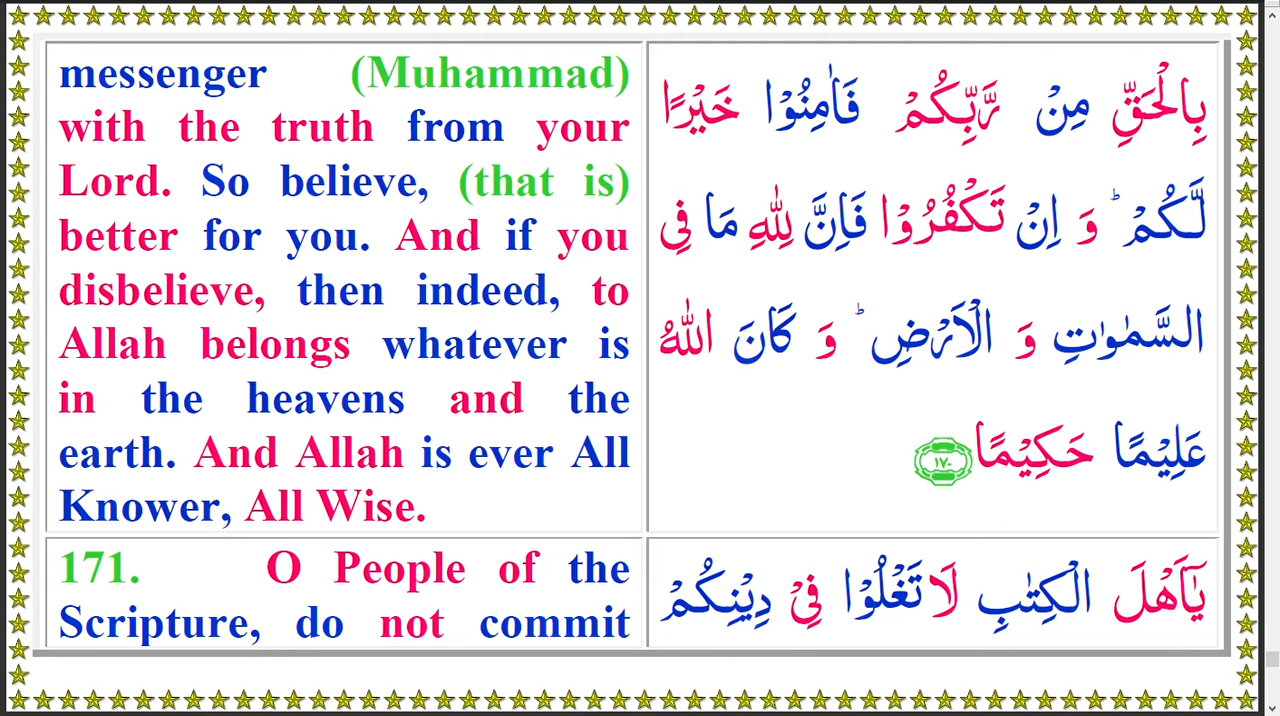 messenger (Muhammad)
with the truth from your
Lord. So believe, (that is)
better for you. And if you
disbelieve, then indeed, to
Allah belongs whatever is
in the heavens and the
earth. And Allah is ever All
Knower, All Wise.
بِالْحَقِّ مِنْ رَّبِّكُمْ فَاٰمِنُوْا خَيْرًا
لَّكُمْ ؕ وَ اِنْ تَكْفُرُوْا فَاِنَّ لِلّٰهِ مَا فِى
السَّمٰوٰتِ وَ الْاَرْضِ ؕ وَ كَانَ اللّٰهُ
عَلِيْمًا حَكِيْمًا ۱۷۰
171. O People of the
Scripture, do not commit
يٰۤاَهْلَ الْكِتٰبِ لَا تَغْلُوْا فِىْ دِيْنِكُمْ